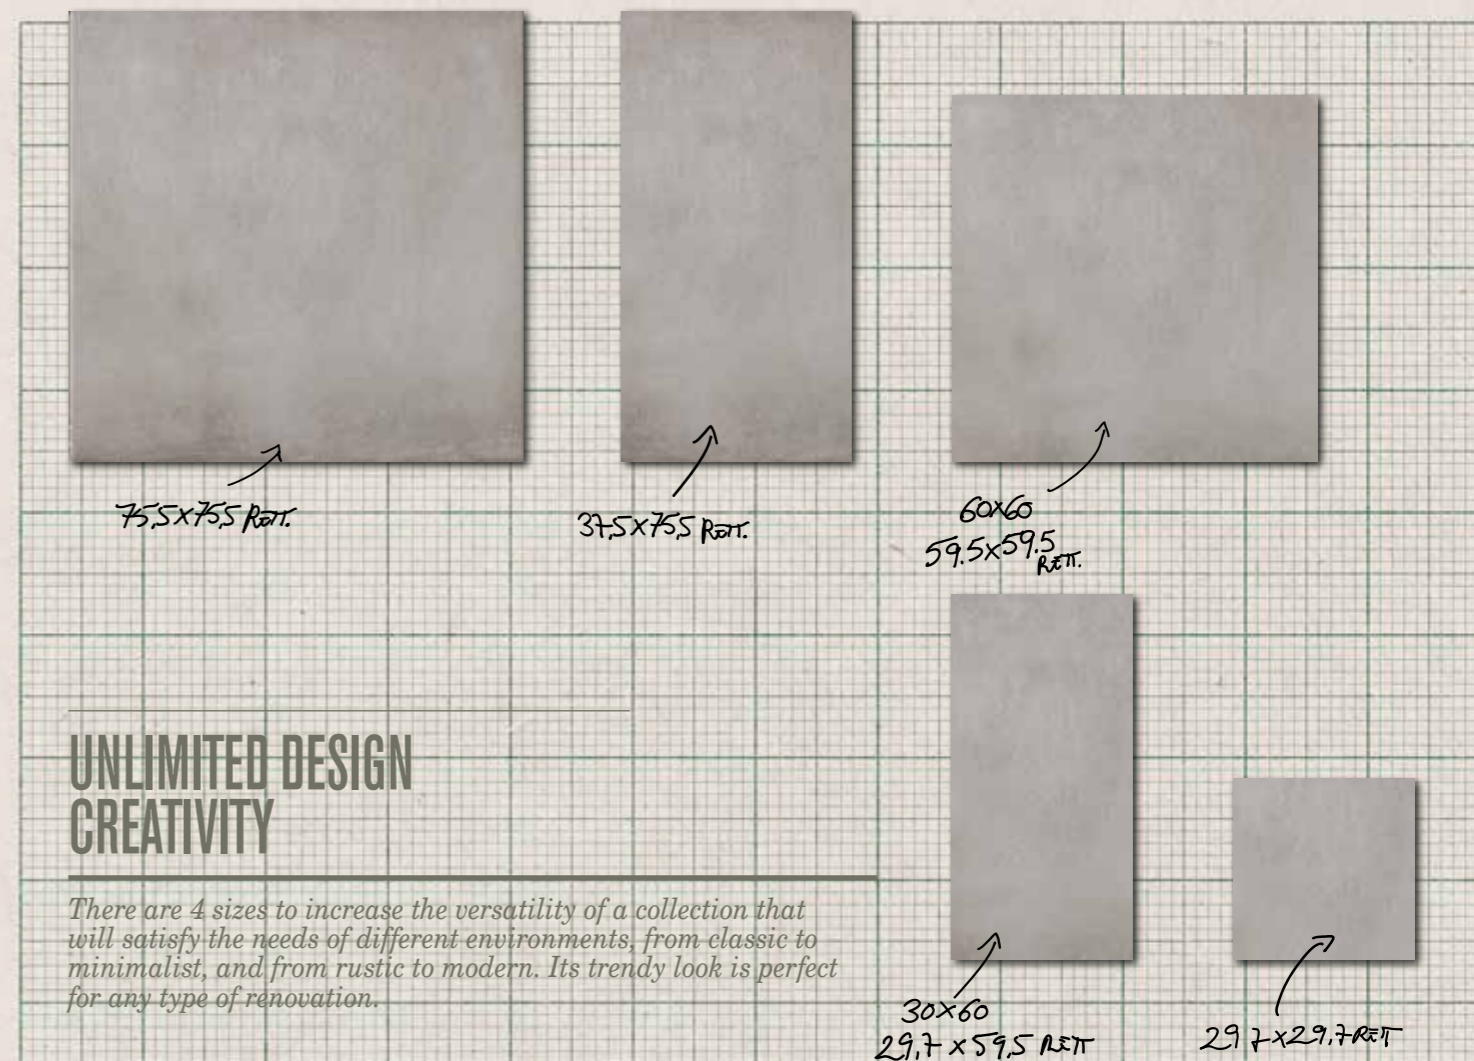 75,5x75,5 RETT.
37,5x75,5 RETT.
60x60
59.5x59.5
RETT.
UNLIMITED DESIGN
CREATIVITY
There are 4 sizes to increase the versatility of a collection that
will satisfy the needs of different environments, from classic to
minimalist, and from rustic to modern. Its trendy look is perfect
for any type of renovation.
30x60
29,7 x 59,5 RETT
29,7x29,7 RETT